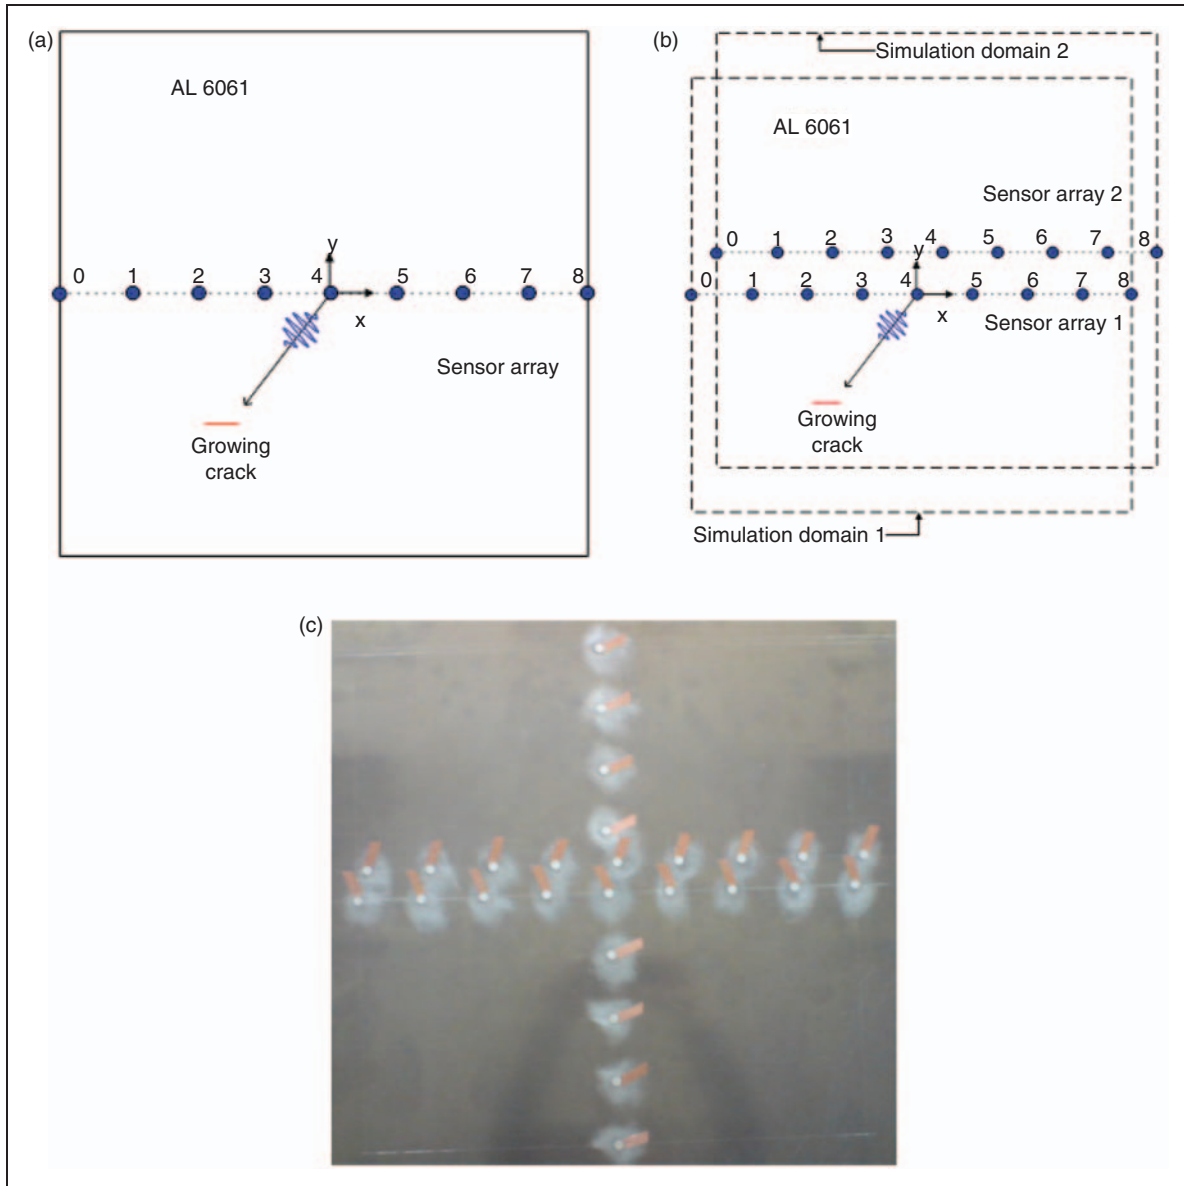 (a)
AL 6061
y
0 1 2 3 4 5 6 7 8
x
Sensor array
Growing
crack
(b)
Simulation domain 2
AL 6061
Sensor array 2
0 1 2 3 4 5 6 7 8
y
0 1 2 3 4 5 6 7 8
x
Sensor array 1
Growing
crack
Simulation domain 1
(c)